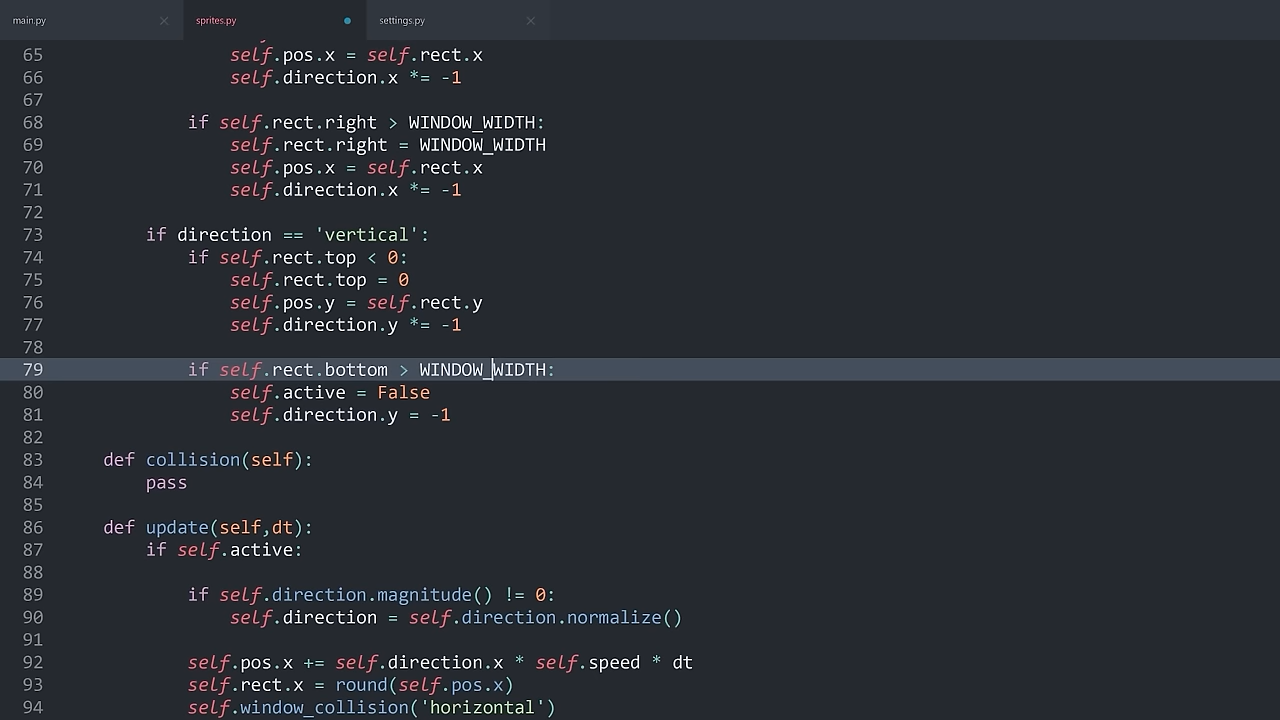 main.py
sprites.py
settings.py
65 self.pos.x = self.rect.x
66 self.direction.x *= -1
67
68 if self.rect.right > WINDOW_WIDTH:
69 self.rect.right = WINDOW_WIDTH
70 self.pos.x = self.rect.x
71 self.direction.x *= -1
72
73 if direction == 'vertical':
74 if self.rect.top < 0:
75 self.rect.top = 0
76 self.pos.y = self.rect.y
77 self.direction.y *= -1
78
79 if self.rect.bottom > WINDOW_WIDTH:
80 self.active = False
81 self.direction.y = -1
82
83 def collision(self):
84 pass
85
86 def update(self,dt):
87 if self.active:
88
89 if self.direction.magnitude() != 0:
90 self.direction = self.direction.normalize()
91
92 self.pos.x += self.direction.x * self.speed * dt
93 self.rect.x = round(self.pos.x)
94 self.window_collision('horizontal')